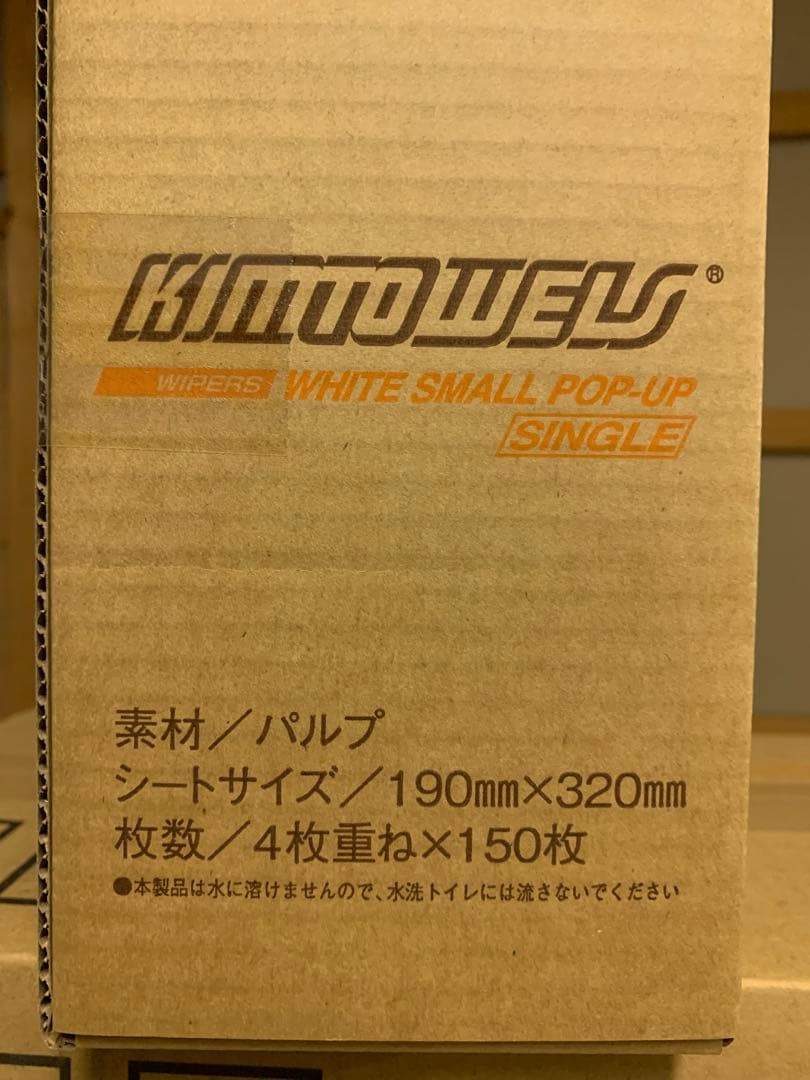 KIMTOWELS®
WIPERS WHITE SMALL POP-UP
SINGLE
素材/パルプ
シートサイズ/190mm×320mm
枚数/4枚重ね×150枚
●本製品は水に溶けませんので、水洗トイレには流さないでください